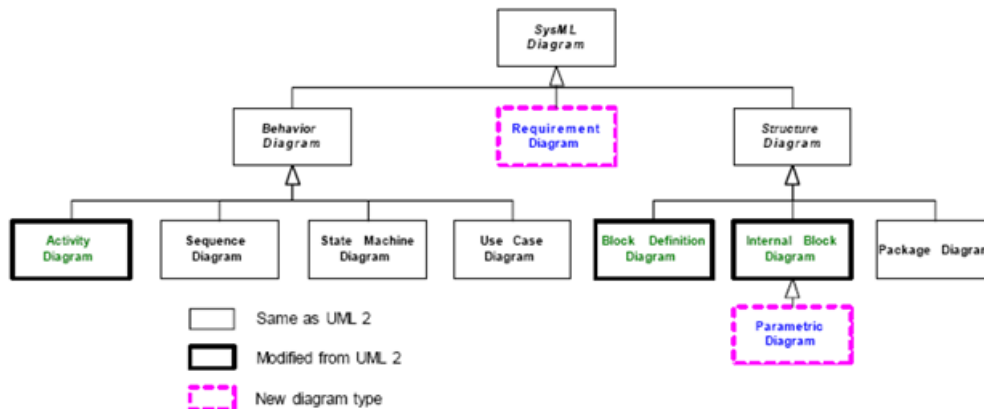 SysML
Diagram
Behavior
Diagram
Requirement
Diagram
Structure
Diagram
Activity
Diagram
Sequence
Diagram
State Machine
Diagram
Use Case
Diagram
Block Definition
Diagram
Internal Block
Diagram
Package Diagram
Parametric
Diagram
Same as UML 2
Modified from UML 2
New diagram type